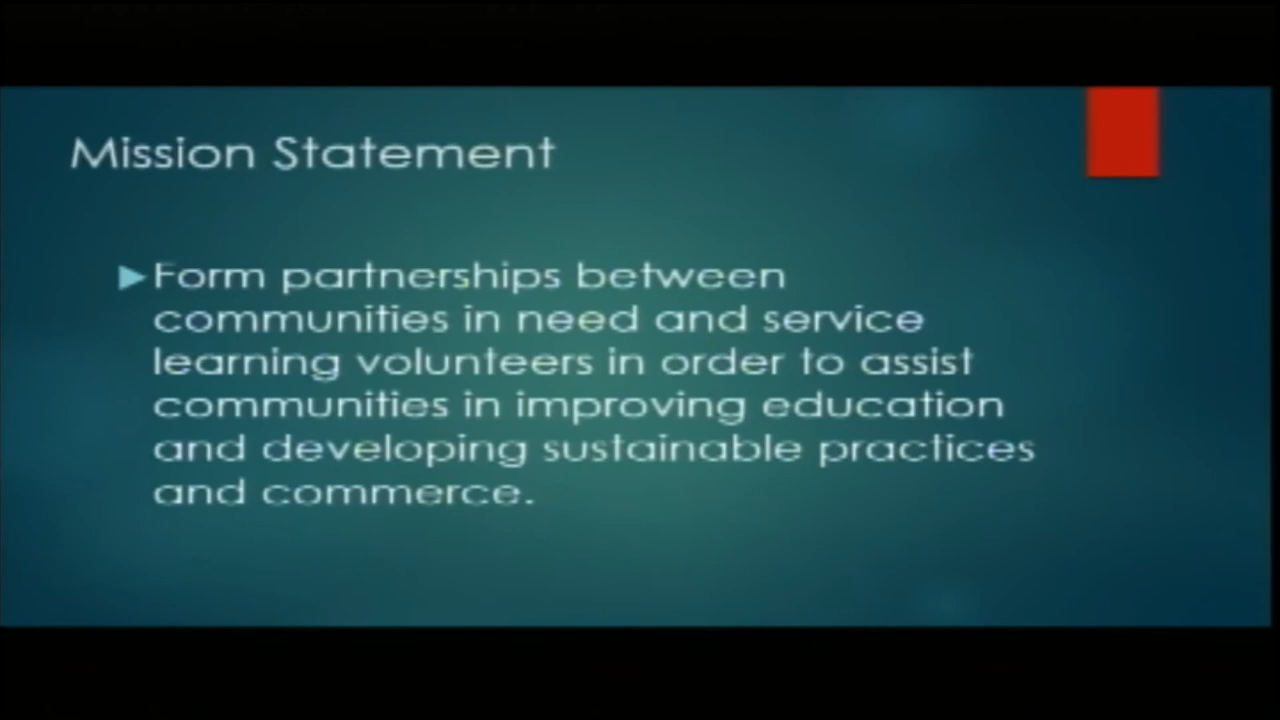 Mission Statement
Form partnerships between
communities in need and service
learning volunteers in order to assist
communities in improving education
and developing sustainable practices
and commerce.